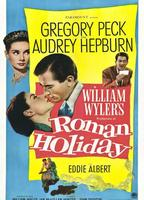 GREGORY PECK
AUDREY HEPBURN
WILLIAM
WYLER'S
Roman
Holiday
EDDIE ALBERT